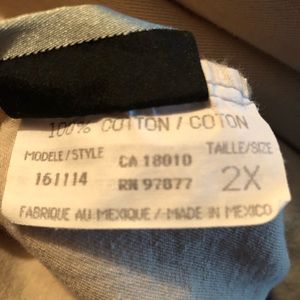 100% COTTON / COTON
MODELE/STYLE CA 18010 TAILLE/SIZE
161114 RN 97877 2X
FABRIQUE AU MEXIQUE / MADE IN MEXICO